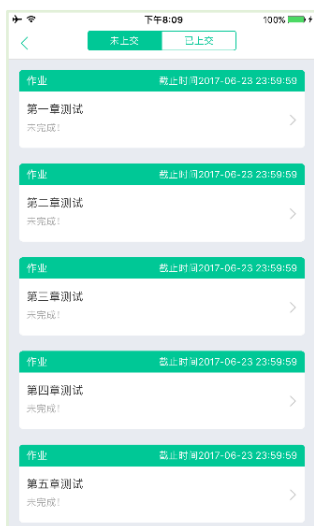 下午8:09 100%
未上交 已上交
作业 截止时间2017-06-23 23:59:59
第一章测试
未完成!
作业 截止时间2017-06-23 23:59:59
第二章测试
未完成!
作业 截止时间2017-06-23 23:59:59
第三章测试
未完成!
作业 截止时间2017-06-23 23:59:59
第四章测试
未完成!
作业 截止时间2017-06-23 23:59:59
第五章测试
未完成!